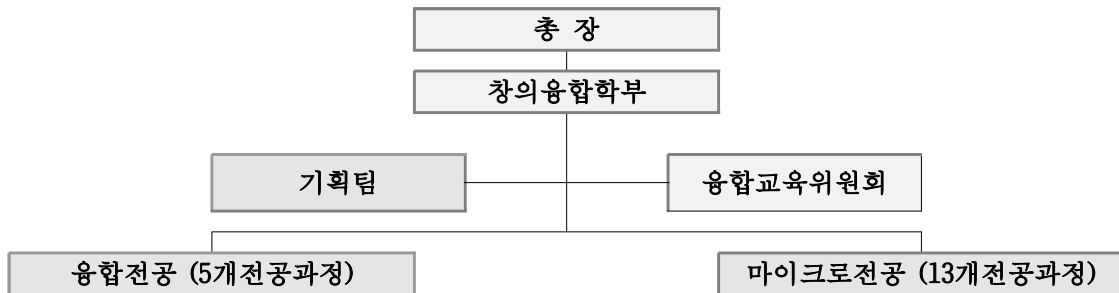 총 장
창의융합학부
기획팀
융합교육위원회
융합전공 (5개전공과정)
마이크로전공 (13개전공과정)